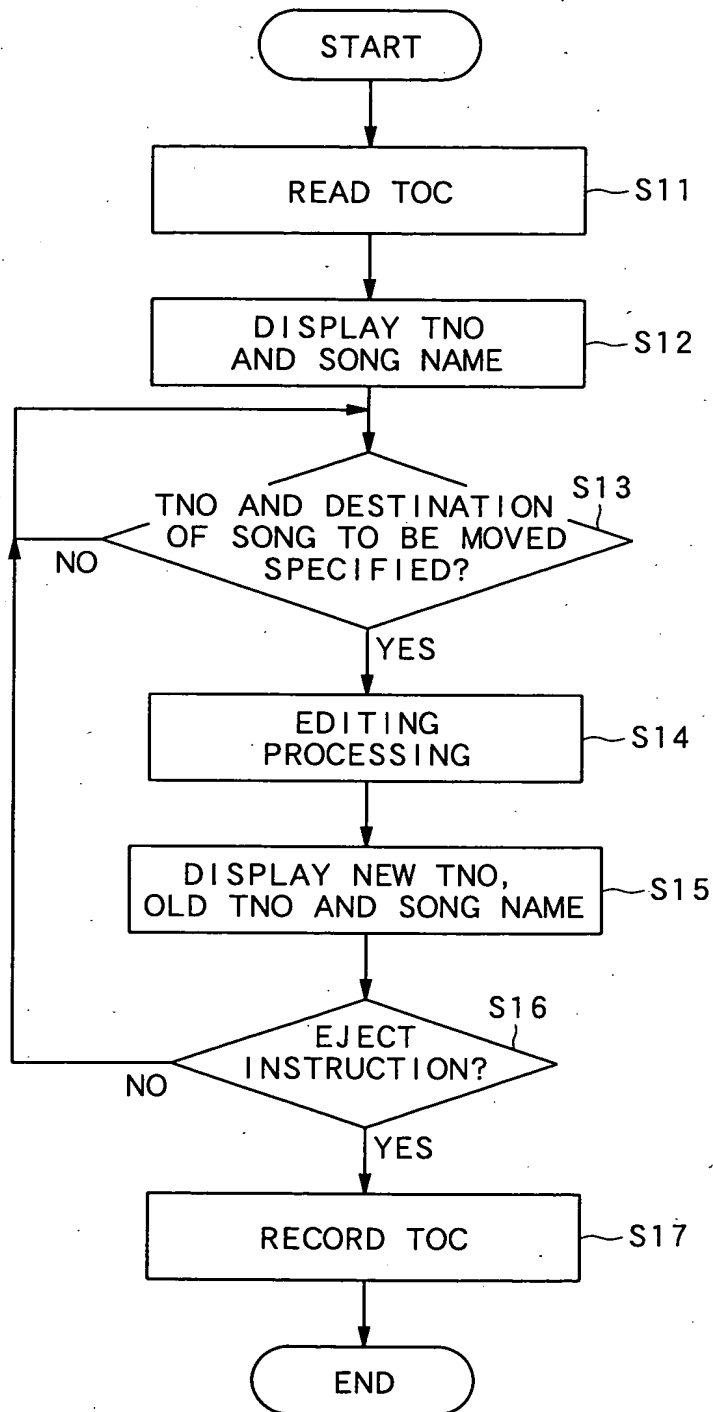 START
READ TOC
S11
DISPLAY TNO
AND SONG NAME
S12
TNO AND DESTINATION
OF SONG TO BE MOVED
SPECIFIED?
S13
NO
YES
EDITING
PROCESSING
S14
DISPLAY NEW TNO,
OLD TNO AND SONG NAME
S15
EJECT
INSTRUCTION?
S16
NO
YES
RECORD TOC
S17
END